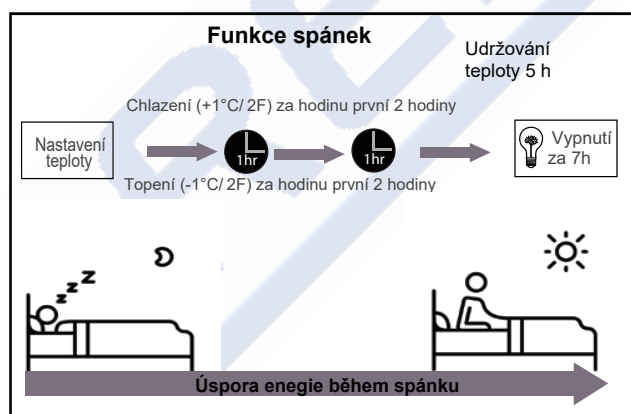 Funkce spánek
Udržování
teploty 5 h
Chlazení (+1°C/ 2F) za hodinu první 2 hodiny
Nastavení
teploty
1hr
1hr
Vypnutí
za 7h
Topení (-1°C/ 2F) za hodinu první 2 hodiny
z z z Z
Úspora enegie během spánku